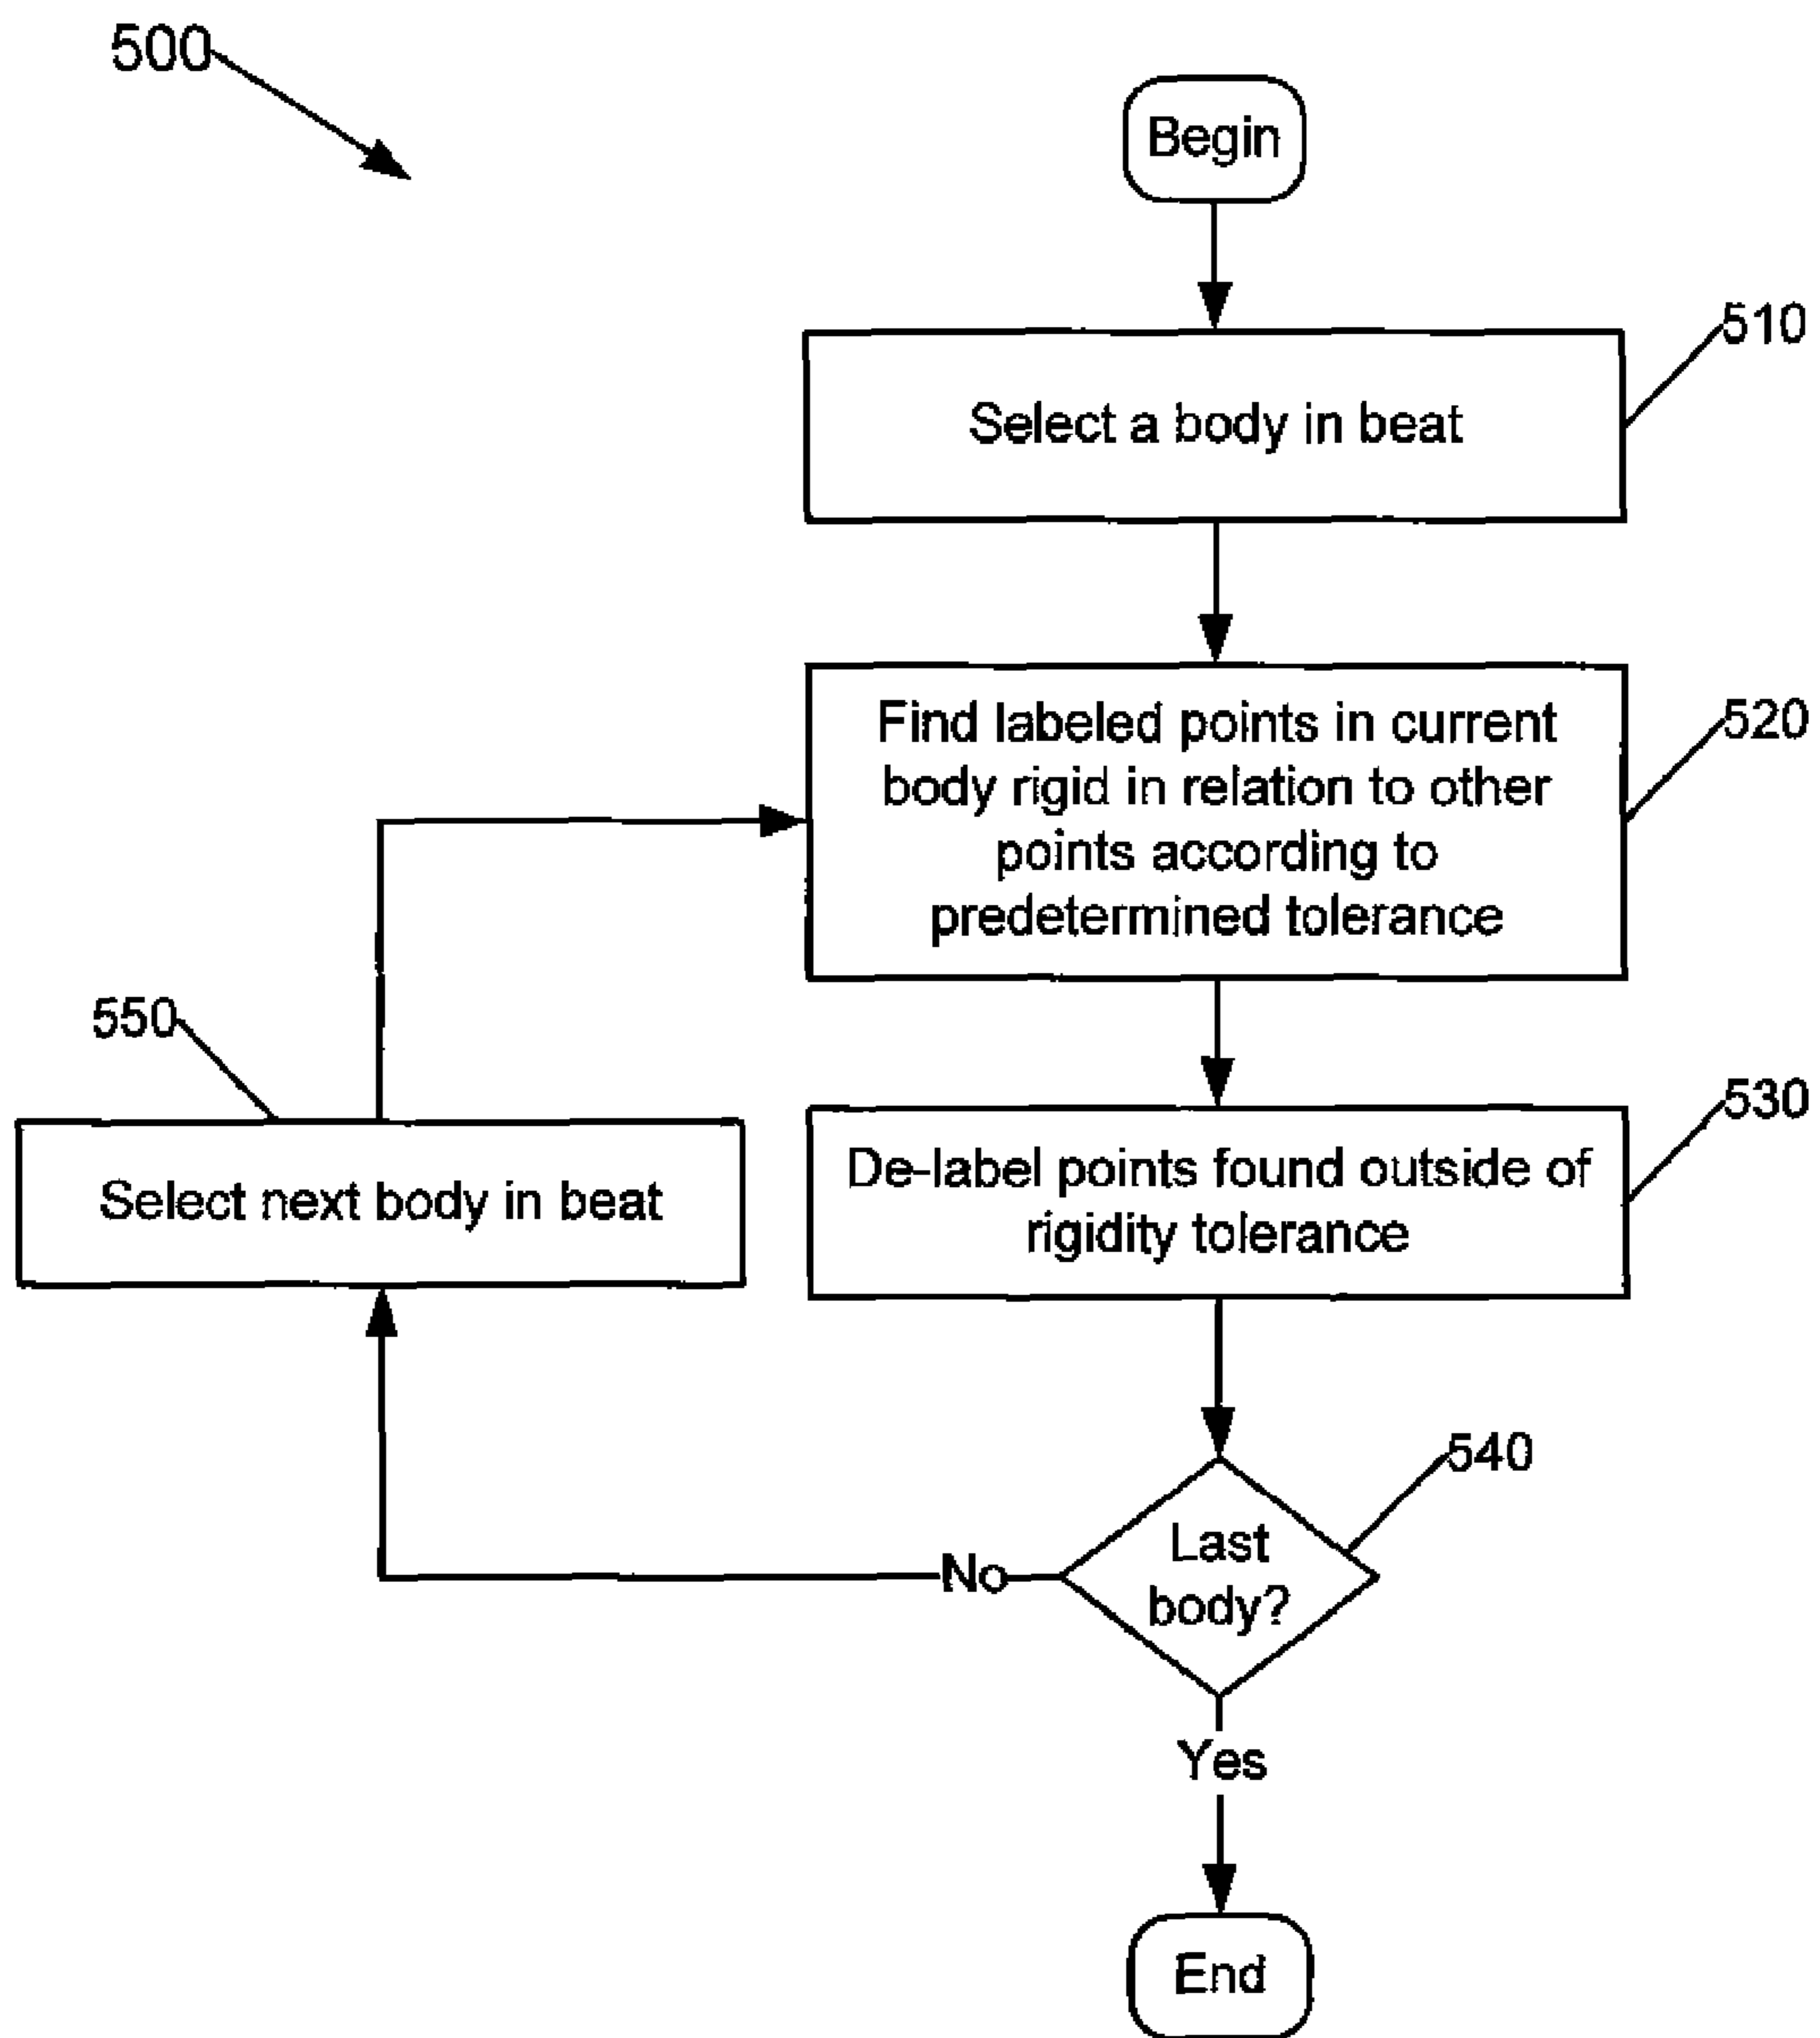 500
Begin
510
Select a body in beat
520
Find labeled points in current
body rigid in relation to other
points according to
predetermined tolerance
550
Select next body in beat
530
De-label points found outside of
rigidity tolerance
540
Last
body?
No
Yes
End